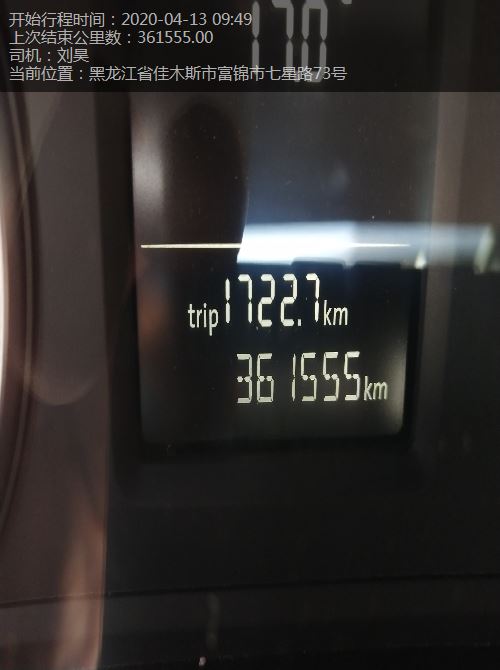 开始行程时间：2020-04-13 09:49
上次结束公里数：361555.00
司机：刘昊
当前位置：黑龙江省佳木斯市富锦市七星路73号
trip 1722.7 km
361555 km